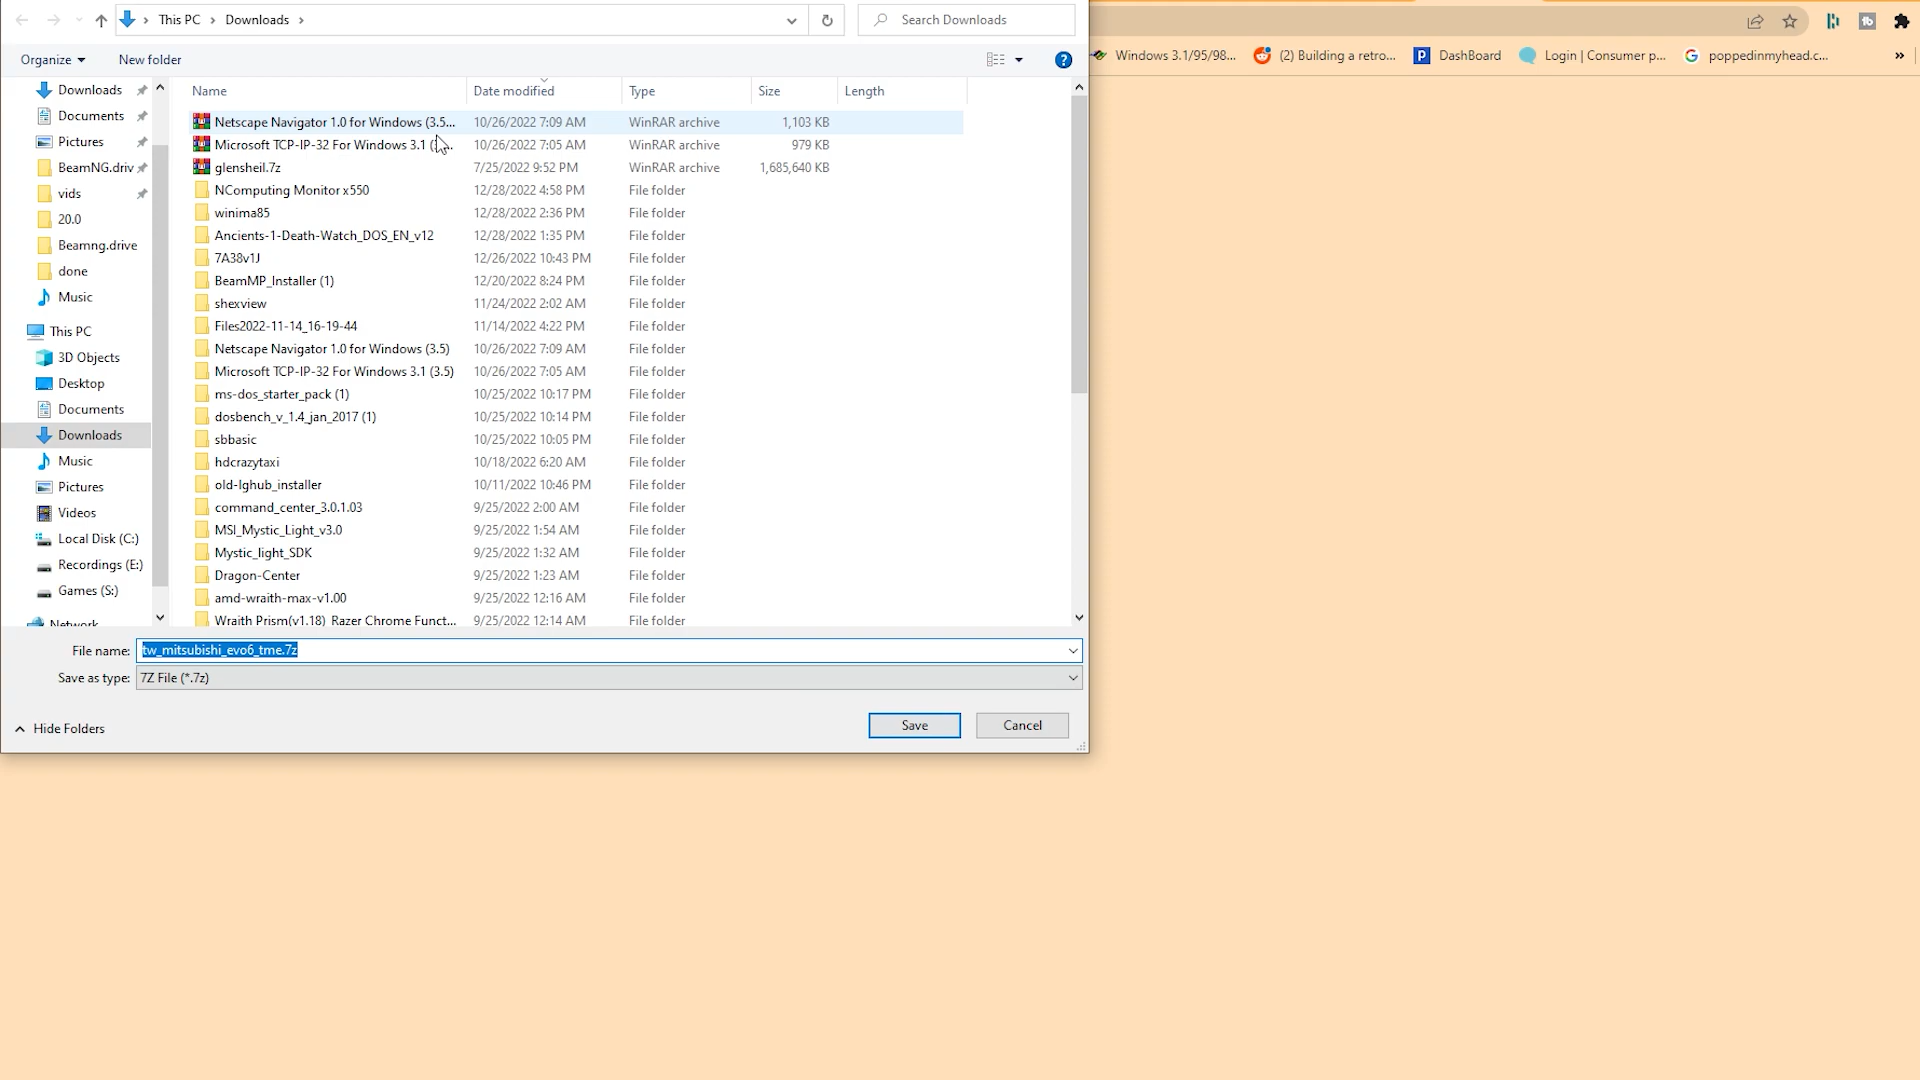 This PC › Downloads ›
Search Downloads
Windows 3.1/95/98... (2) Building a retro... DashBoard Login | Consumer p... poppedinmyhead.c... »
Organize New folder
Name Date modified Type Size Length
Downloads
Documents
Pictures
BeamNG.driv
vids
20.0
Beamng.drive
done
Music
This PC
3D Objects
Desktop
Documents
Downloads
Music
Pictures
Videos
Local Disk (C:)
Recordings (E:)
Games (S:)
Network
Netscape Navigator 1.0 for Windows (3.5... 10/26/2022 7:09 AM WinRAR archive 1,103 KB
Microsoft TCP-IP-32 For Windows 3.1 (3... 10/26/2022 7:05 AM WinRAR archive 979 KB
glensheil.7z 7/25/2022 9:52 PM WinRAR archive 1,685,640 KB
NComputing Monitor x550 12/28/2022 4:58 PM File folder
winima85 12/28/2022 2:36 PM File folder
Ancients-1-Death-Watch_DOS_EN_v12 12/28/2022 1:35 PM File folder
7A38v1J 12/26/2022 10:43 PM File folder
BeamMP_Installer (1) 12/20/2022 8:24 PM File folder
shexview 11/24/2022 2:02 AM File folder
Files2022-11-14_16-19-44 11/14/2022 4:22 PM File folder
Netscape Navigator 1.0 for Windows (3.5) 10/26/2022 7:09 AM File folder
Microsoft TCP-IP-32 For Windows 3.1 (3.5) 10/26/2022 7:05 AM File folder
ms-dos_starter_pack (1) 10/25/2022 10:17 PM File folder
dosbench_v_1.4_jan_2017 (1) 10/25/2022 10:14 PM File folder
sbbasic 10/25/2022 10:05 PM File folder
hdcrazytaxi 10/18/2022 6:20 AM File folder
old-lghub_installer 10/11/2022 10:46 PM File folder
command_center_3.0.1.03 9/25/2022 2:00 AM File folder
MSI_Mystic_Light_v3.0 9/25/2022 1:54 AM File folder
Mystic_light_SDK 9/25/2022 1:32 AM File folder
Dragon-Center 9/25/2022 1:23 AM File folder
amd-wraith-max-v1.00 9/25/2022 12:16 AM File folder
Wraith Prism(v1.18)_Razer Chrome Funct... 9/25/2022 12:14 AM File folder
File name: tw_mitsubishi_evo6_tme.7z
Save as type: 7Z File (*.7z)
Hide Folders
Save Cancel